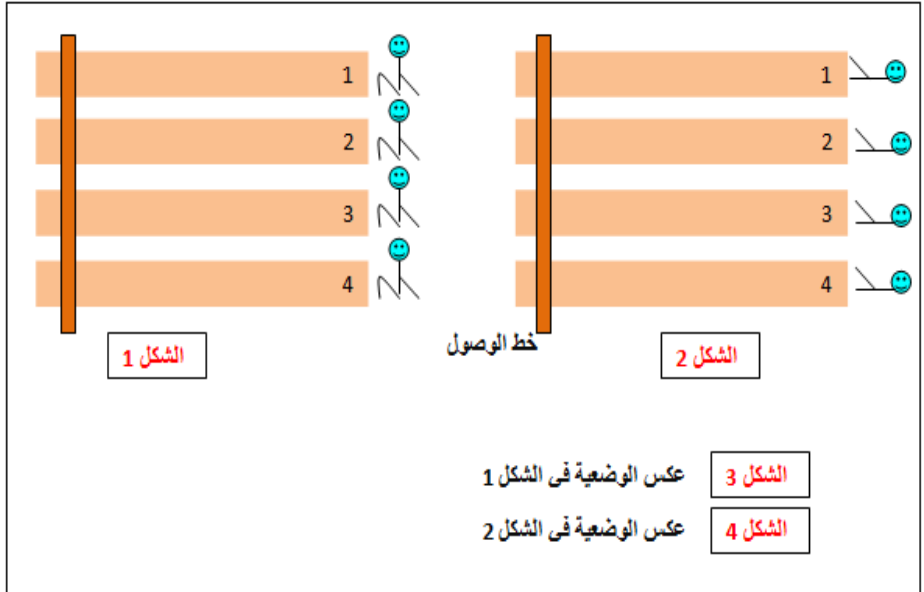 1
2
3
4
1
2
3
4
خط الوصول
الشكل 1
الشكل 2
الشكل 3 عكس الوضعية في الشكل 1
الشكل 4 عكس الوضعية في الشكل 2